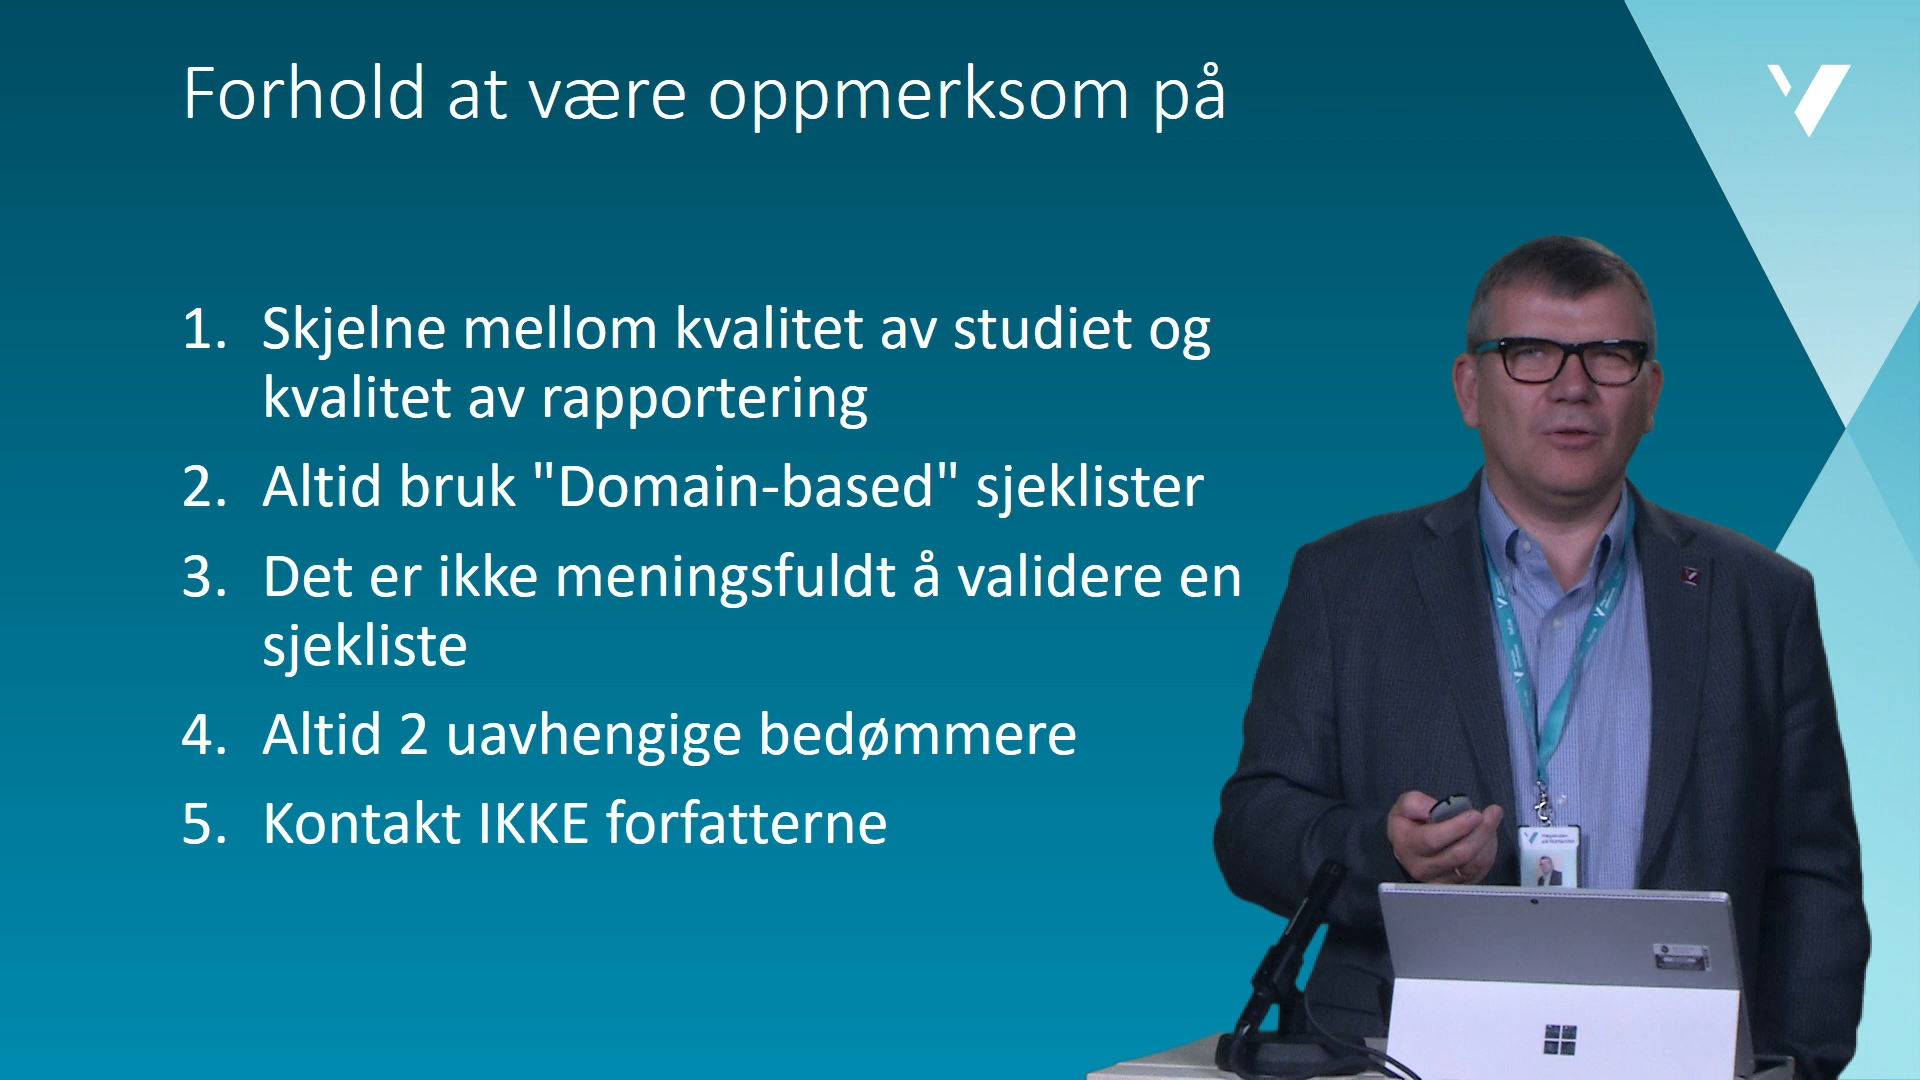 Forhold at være oppmerksom på
1. Skjelne mellom kvalitet av studiet og
kvalitet av rapportering
2. Altid bruk "Domain-based" sjeklister
3. Det er ikke meningsfuldt å validere en
sjekliste
4. Altid 2 uavhengige bedømmere
5. Kontakt IKKE forfatterne